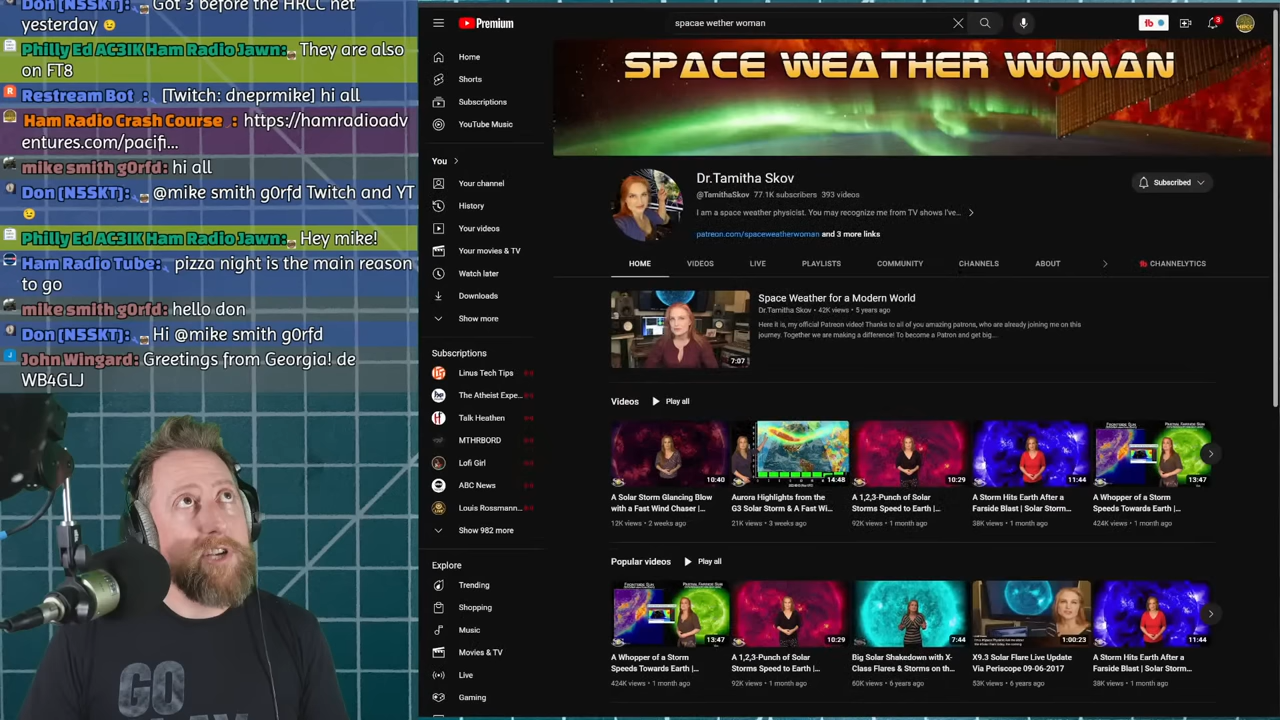 Don [N5SKT]: Got 3 before the HRCC net
yesterday
Philly Ed AC3IK Ham Radio Jawn: They are also
on FT8
Restream Bot : [Twitch: dneprmike] hi all
Ham Radio Crash Course : https://hamradioadv
entures.com/pacifi...
mike smith g0rfd: hi all
Don [N5SKT]: @mike smith g0rfd Twitch and YT
Philly Ed AC3IK Ham Radio Jawn: Hey mike!
Ham Radio Tube: pizza night is the main reason
to go
mike smith g0rfd: hello don
Don [N5SKT]: Hi @mike smith g0rfd
John Wingard: Greetings from Georgia! de
WB4GLJ
GO
Premium
spacae wether woman
tb
3
Home
Shorts
Subscriptions
YouTube Music
You
Your channel
History
Your videos
Your movies & TV
Watch later
Downloads
Show more
Subscriptions
Linus Tech Tips
The Atheist Expe...
Talk Heathen
MTHRBORD
Lofi Girl
ABC News
Louis Rossmann...
Show 982 more
Explore
Trending
Shopping
Music
Movies & TV
Live
Gaming
SPACE WEATHER WOMAN
Dr.Tamitha Skov
@TamithaSkov 77.1K subscribers 393 videos
I am a space weather physicist. You may recognize me from TV shows I've...
patreon.com/spaceweatherwoman and 3 more links
Subscribed
HOME VIDEOS LIVE PLAYLISTS COMMUNITY CHANNELS ABOUT tb CHANNELYTICS
7:07
Space Weather for a Modern World
Dr.Tamitha Skov • 42K views • 5 years ago
Here it is, my official Patreon video! Thanks to all of you amazing patrons, who are already joining me on this
journey. Together we are making a difference! To become a Patron and get big...
Videos Play all
10:40
A Solar Storm Glancing Blow
with a Fast Wind Chaser |...
12K views • 2 weeks ago
14:48
Aurora Highlights from the
G3 Solar Storm & A Fast Wi...
21K views • 3 weeks ago
10:29
A 1,2,3-Punch of Solar
Storms Speed to Earth |...
92K views • 1 month ago
11:44
A Storm Hits Earth After a
Farside Blast | Solar Storm...
38K views • 1 month ago
13:47
A Whopper of a Storm
Speeds Towards Earth |...
424K views • 1 month ago
Popular videos Play all
13:47
A Whopper of a Storm
Speeds Towards Earth |...
424K views • 1 month ago
10:29
A 1,2,3-Punch of Solar
Storms Speed to Earth |...
92K views • 1 month ago
7:44
Big Solar Shakedown with X-
Class Flares & Storms on th...
60K views • 6 years ago
1:00:23
X9.3 Solar Flare Live Update
Via Periscope 09-06-2017
53K views • 6 years ago
11:44
A Storm Hits Earth After a
Farside Blast | Solar Storm...
38K views • 1 month ago